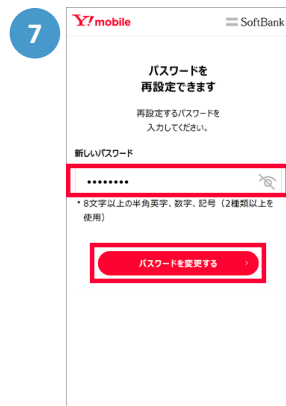 7
Y!mobile
SoftBank
パスワードを
再設定できます
再設定するパスワードを
入力してください。
新しいパスワード
••••••••
* 8文字以上の半角英字、数字、記号（2種類以上を
使用）
パスワードを変更する